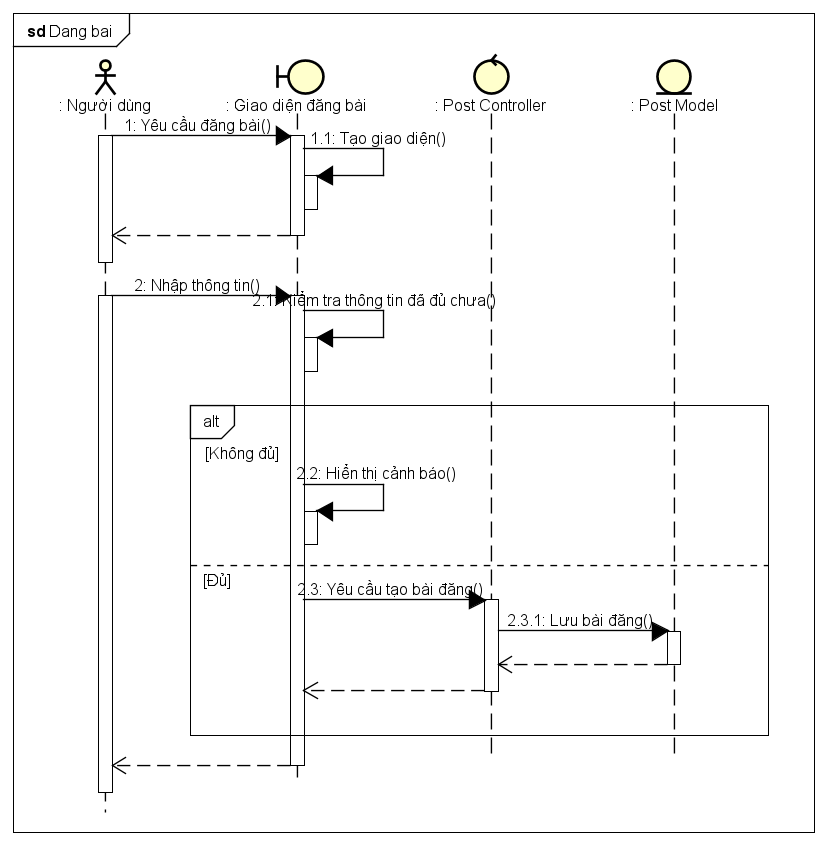 sd Dang bai
: Người dùng
: Giao diện đăng bài
: Post Controller
: Post Model
1: Yêu cầu đăng bài()
1.1: Tạo giao diện()
2: Nhập thông tin()
2.1: Kiểm tra thông tin đã đủ chưa()
alt
[Không đủ]
2.2: Hiển thị cảnh báo()
[Đủ]
2.3: Yêu cầu tạo bài đăng()
2.3.1: Lưu bài đăng()